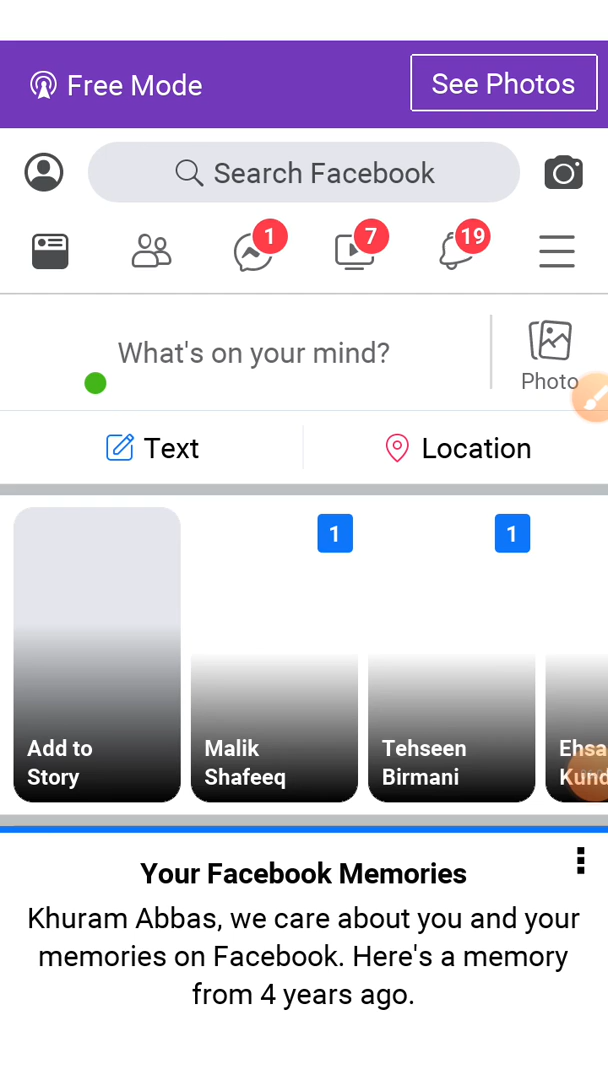 Free Mode
See Photos
Search Facebook
1
7
19
What's on your mind?
Photo
Text
Location
1
1
Add to
Story
Malik
Shafeeq
Tehseen
Birmani
Ehsa
Kund
Your Facebook Memories
Khuram Abbas, we care about you and your
memories on Facebook. Here's a memory
from 4 years ago.